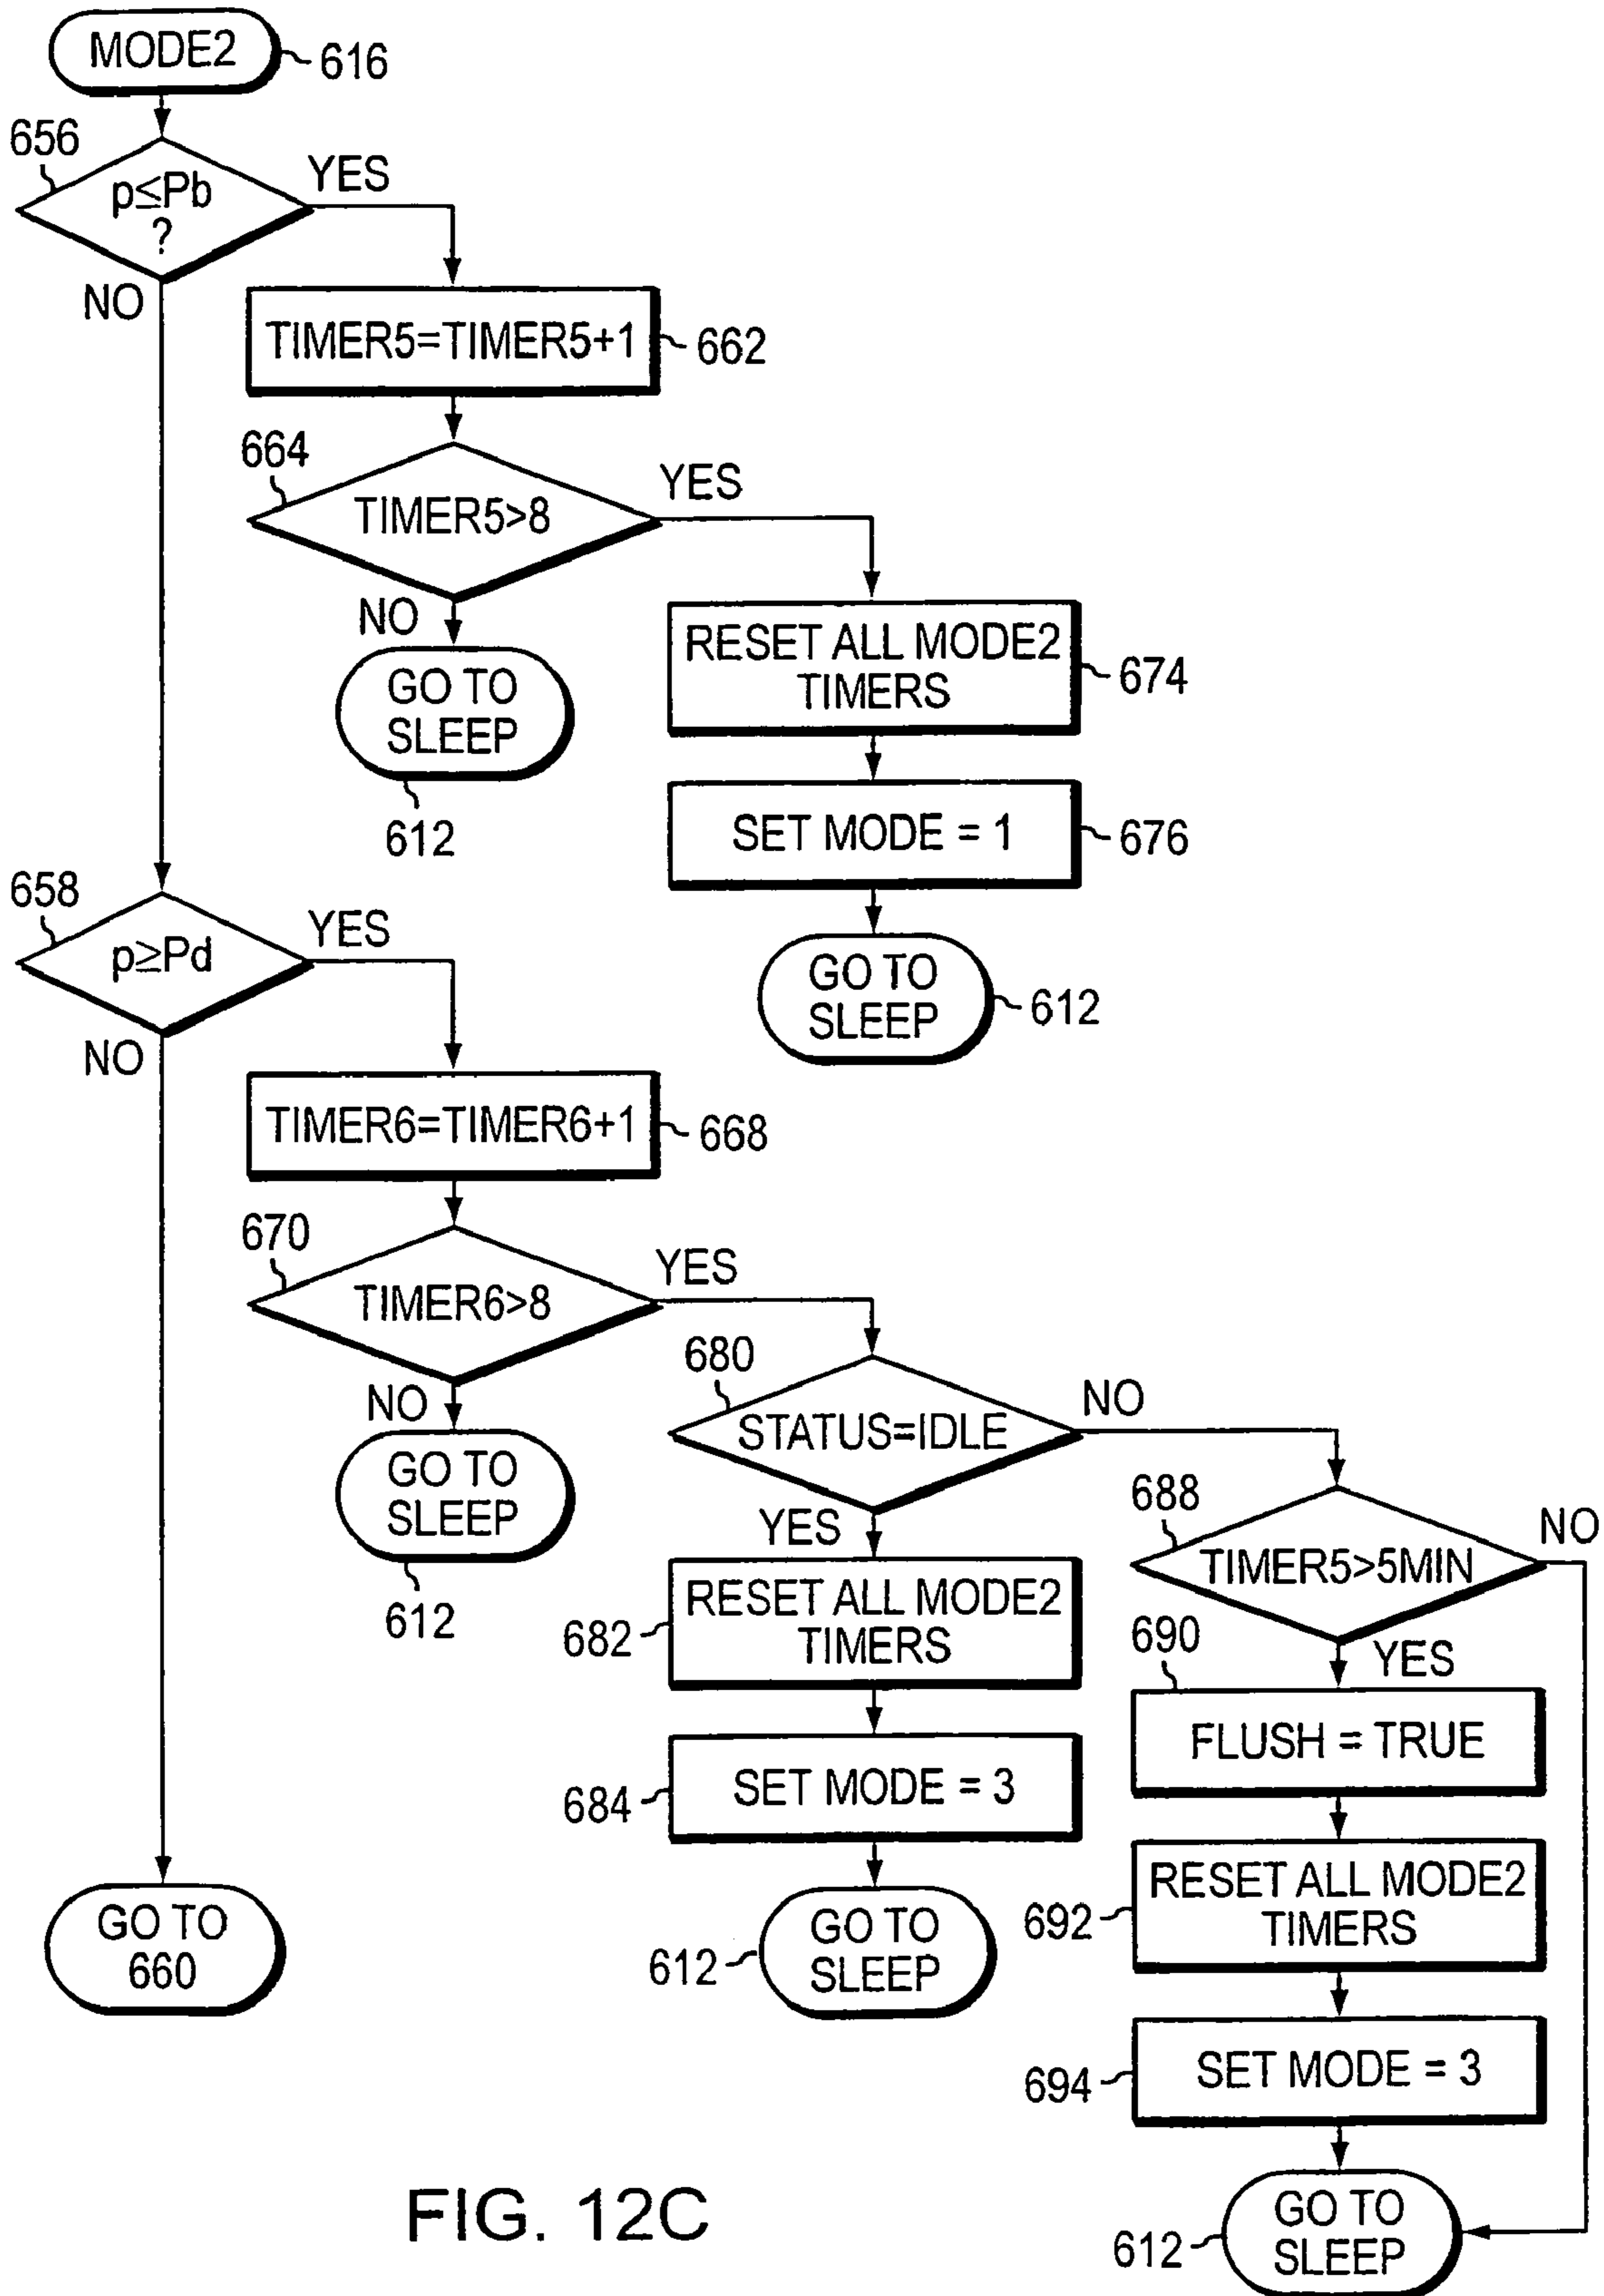 MODE2
616
656
p≤Pb
?
YES
NO
TIMER5=TIMER5+1
662
664
TIMER5>8
YES
NO
GO TO
SLEEP
612
RESET ALL MODE2
TIMERS
674
SET MODE = 1
676
GO TO
SLEEP
612
658
p≥Pd
YES
NO
TIMER6=TIMER6+1
668
670
TIMER6>8
YES
NO
GO TO
SLEEP
612
680
STATUS=IDLE
NO
YES
RESET ALL MODE2
TIMERS
682
SET MODE = 3
684
GO TO
SLEEP
612
688
TIMER5>5MIN
NO
YES
690
FLUSH = TRUE
RESET ALL MODE2
TIMERS
692
SET MODE = 3
694
GO TO
SLEEP
612
GO TO
660
FIG. 12C